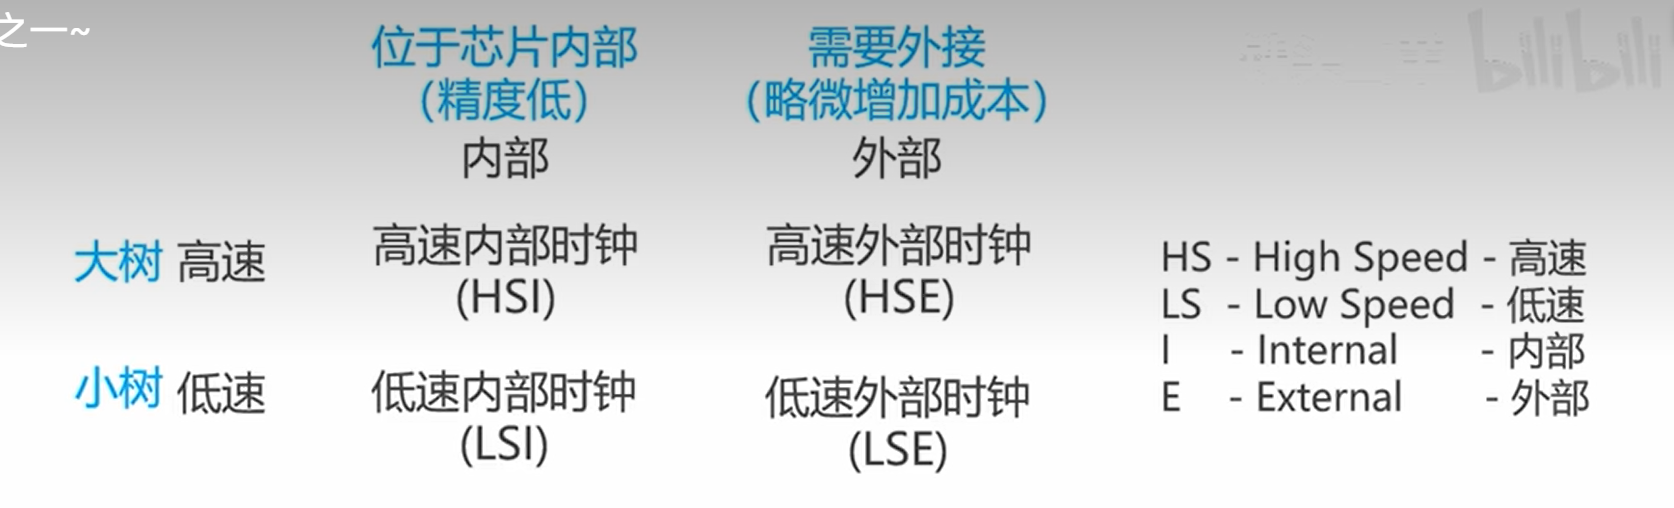 之一~
位于芯片内部
（精度低）
需要外接
（略微增加成本）
bilibili
内部
外部
大树 高速
高速内部时钟
(HSI)
高速外部时钟
(HSE)
小树 低速
低速内部时钟
(LSI)
低速外部时钟
(LSE)
HS - High Speed - 高速
LS - Low Speed - 低速
I - Internal - 内部
E - External - 外部